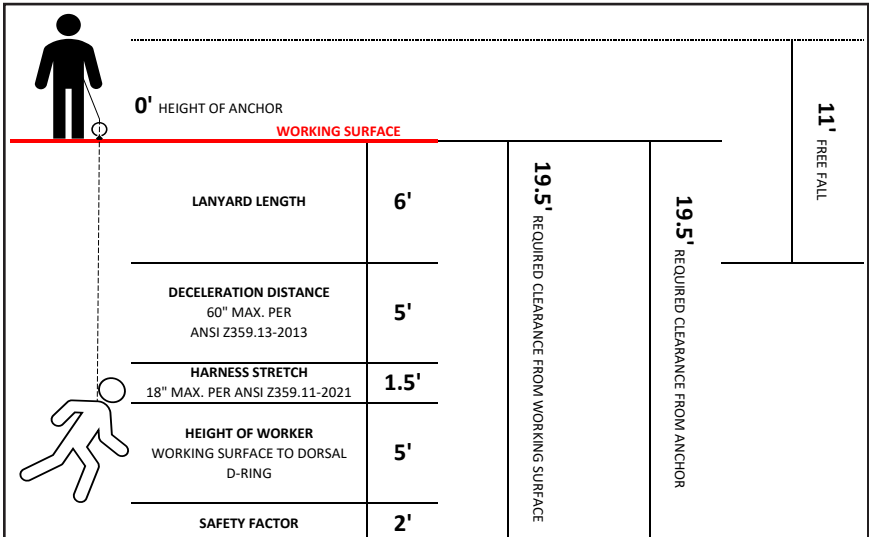 0' HEIGHT OF ANCHOR
WORKING SURFACE
LANYARD LENGTH
6'
DECELERATION DISTANCE
60" MAX. PER
ANSI Z359.13-2013
5'
HARNESS STRETCH
18" MAX. PER ANSI Z359.11-2021
1.5'
HEIGHT OF WORKER
WORKING SURFACE TO DORSAL
D-RING
5'
SAFETY FACTOR
2'
19.5' REQUIRED CLEARANCE FROM WORKING SURFACE
19.5' REQUIRED CLEARANCE FROM ANCHOR
11' FREE FALL